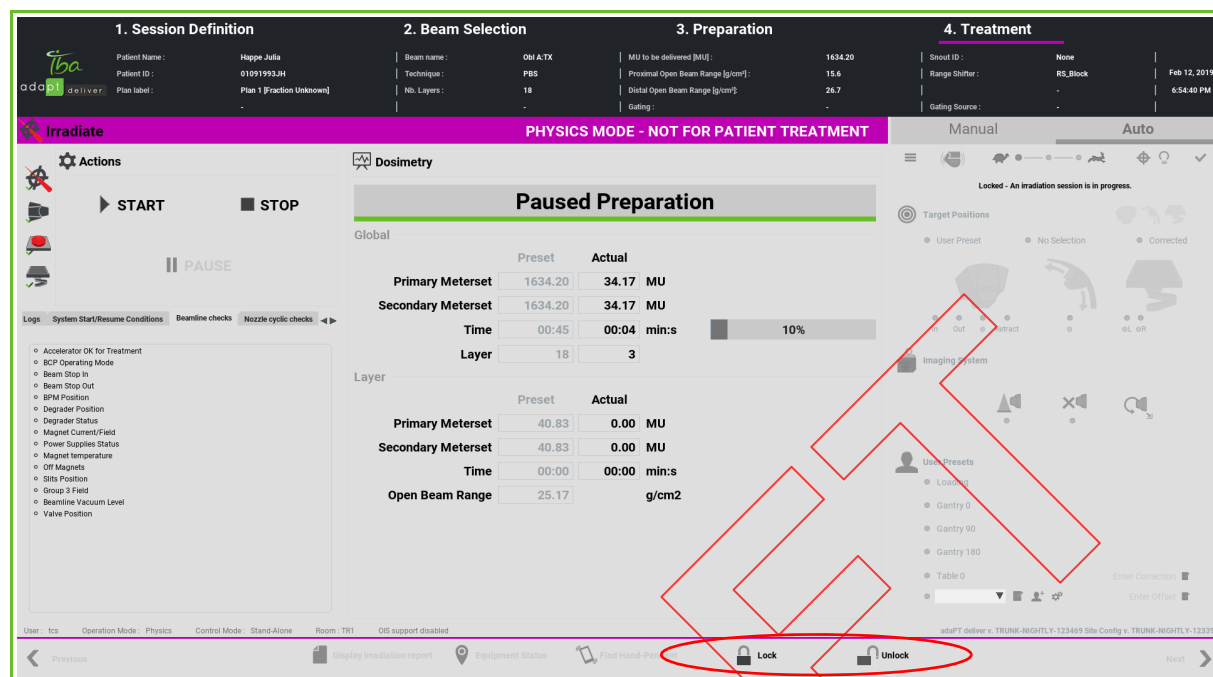 1. Session Definition
2. Beam Selection
3. Preparation
4. Treatment
iba
adapt deliver
Patient Name : Happe Julia
Patient ID : 01091993JH
Plan label : Plan 1 [Fraction Unknown]
-
Beam name : Obl A:TX
Technique : PBS
Nb. Layers : 18
-
MU to be delivered [MU] : 1634.20
Proximal Open Beam Range [g/cm²] : 15.6
Distal Open Beam Range [g/cm²]: 26.7
Gating : -
Snout ID : None
Range Shifter : RS_Block
-
Gating Source : -
Feb 12, 2019
6:54:40 PM
Irradiate
PHYSICS MODE - NOT FOR PATIENT TREATMENT
Manual
Auto
Actions
START
STOP
PAUSE
Logs
System Start/Resume Conditions
Beamline checks
Nozzle cyclic checks
Accelerator OK for Treatment
BCP Operating Mode
Beam Stop In
Beam Stop Out
BPM Position
Degrader Position
Degrader Status
Magnet Current/Field
Power Supplies Status
Magnet temperature
Off Magnets
Slits Position
Group 3 Field
Beamline Vacuum Level
Valve Position
Dosimetry
Paused Preparation
Global
Preset Actual
Primary Meterset 1634.20 34.17 MU
Secondary Meterset 1634.20 34.17 MU
Time 00:45 00:04 min:s 10%
Layer 18 3
Layer
Preset Actual
Primary Meterset 40.83 0.00 MU
Secondary Meterset 40.83 0.00 MU
Time 00:00 00:00 min:s
Open Beam Range 25.17 g/cm2
Locked - An irradiation session is in progress.
Target Positions
User Preset
No Selection
Corrected
In Out Retract
L R
Imaging System
User Presets
Loading
Gantry 0
Gantry 90
Gantry 180
Table 0
Enter Correction
Enter Offset
User : tcs Operation Mode : Physics Control Mode : Stand-Alone Room : TR1 OIS support disabled
adaPT deliver v. TRUNK-NIGHTLY-123469 Site Config v. TRUNK-NIGHTLY-12339
Previous
Display irradiation report
Equipment Status
Find Hand-Pendant
Lock
Unlock
Next